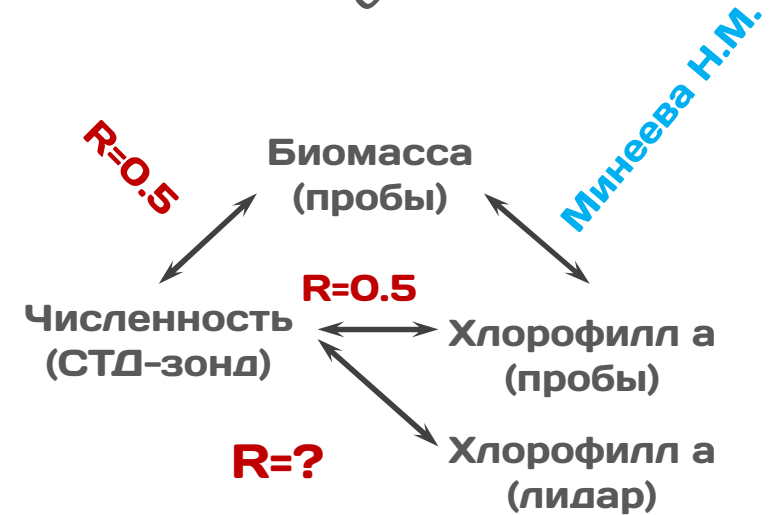 Минеева Н.М.
R=0.5
Биомасса
(пробы)
R=0.5
Численность
(СТД-зонд)
Хлорофилл а
(пробы)
R=?
Хлорофилл а
(лидар)